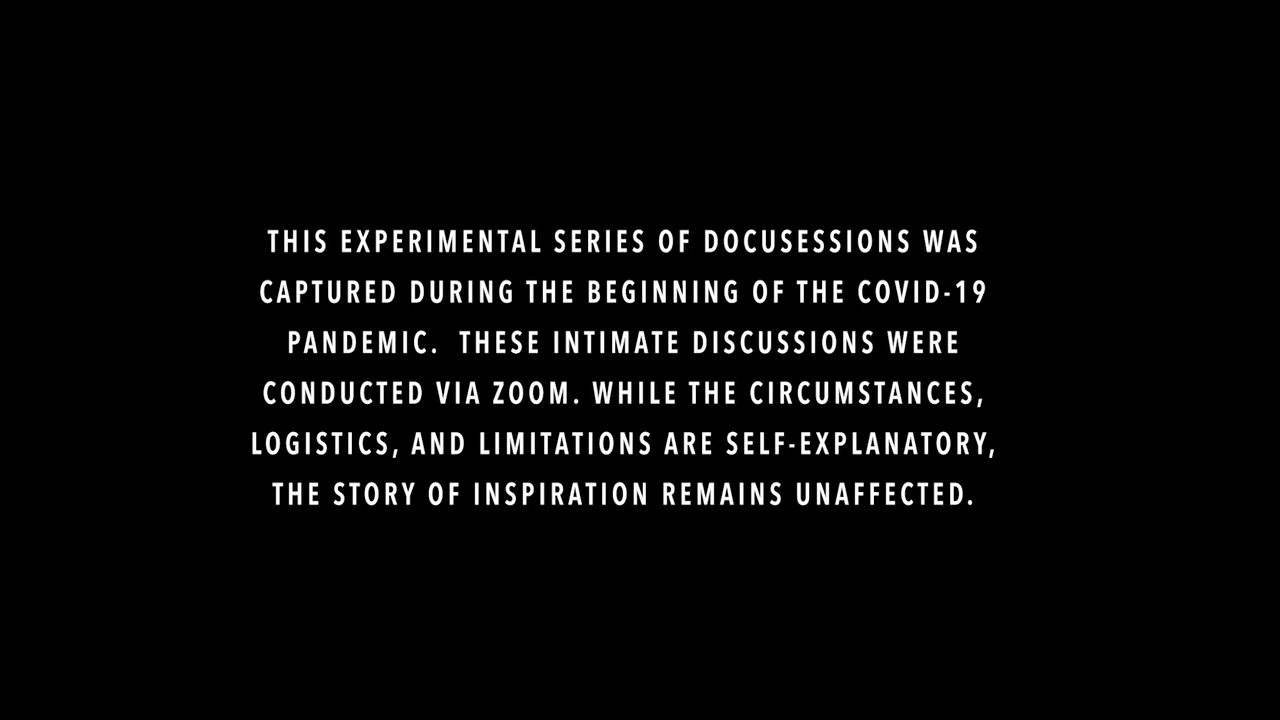 THIS EXPERIMENTAL SERIES OF DOCUSESSIONS WAS
CAPTURED DURING THE BEGINNING OF THE COVID-19
PANDEMIC.  THESE INTIMATE DISCUSSIONS WERE
CONDUCTED VIA ZOOM. WHILE THE CIRCUMSTANCES,
LOGISTICS, AND LIMITATIONS ARE SELF-EXPLANATORY,
THE STORY OF INSPIRATION REMAINS UNAFFECTED.